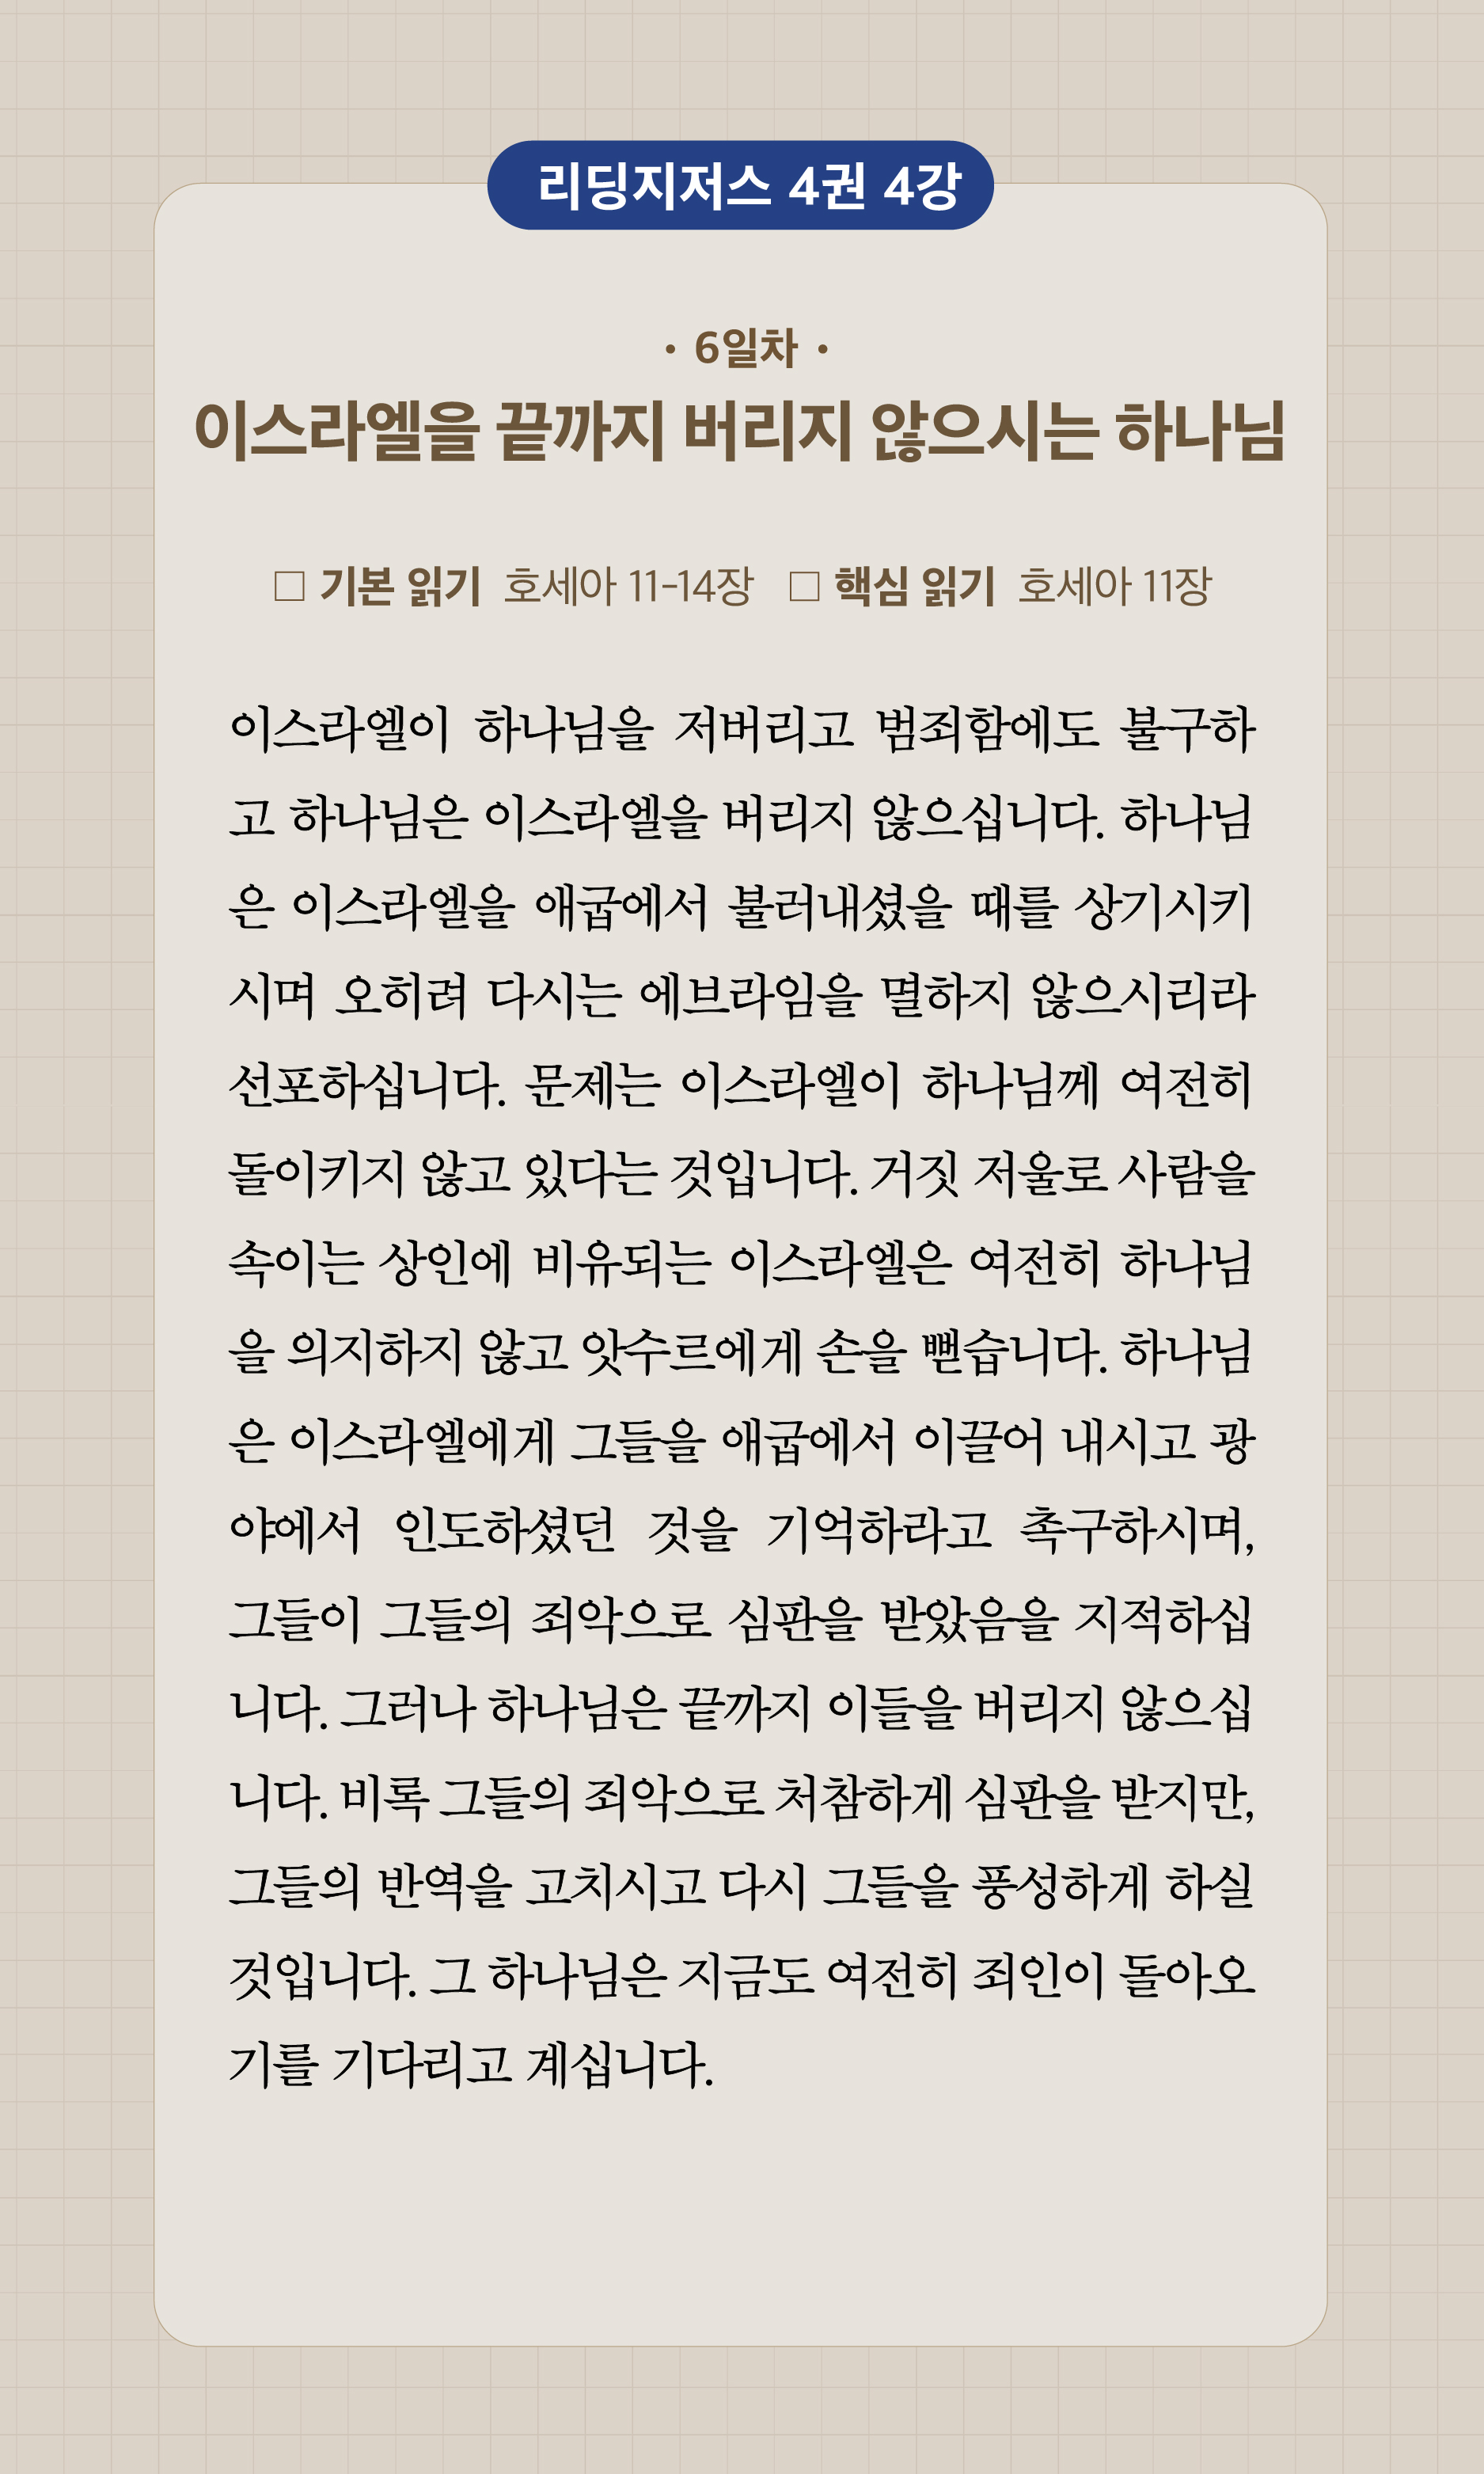 리딩지저스 4권 4강
· 6일차 ·
이스라엘을 끝까지 버리지 않으시는 하나님
□ 기본 읽기 호세아 11-14장 □ 핵심 읽기 호세아 11장
이스라엘이 하나님을 저버리고 범죄함에도 불구하
고 하나님은 이스라엘을 버리지 않으십니다. 하나님
은 이스라엘을 애굽에서 불러내셨을 때를 상기시키
시며 오히려 다시는 에브라임을 멸하지 않으시리라
선포하십니다. 문제는 이스라엘이 하나님께 여전히
돌이키지 않고 있다는 것입니다. 거짓 저울로 사람을
속이는 상인에 비유되는 이스라엘은 여전히 하나님
을 의지하지 않고 앗수르에게 손을 뻗습니다. 하나님
은 이스라엘에게 그들을 애굽에서 이끌어 내시고 광
야에서 인도하셨던 것을 기억하라고 촉구하시며,
그들이 그들의 죄악으로 심판을 받았음을 지적하십
니다. 그러나 하나님은 끝까지 이들을 버리지 않으십
니다. 비록 그들의 죄악으로 처참하게 심판을 받지만,
그들의 반역을 고치시고 다시 그들을 풍성하게 하실
것입니다. 그 하나님은 지금도 여전히 죄인이 돌아오
기를 기다리고 계십니다.